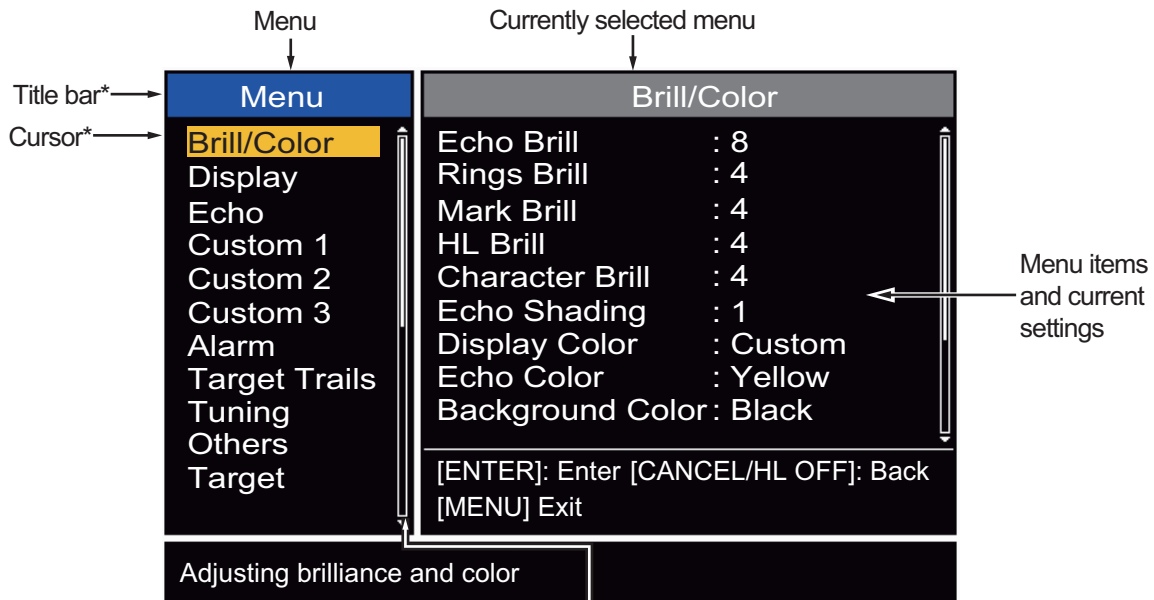 Menu
Currently selected menu
Title bar*
Menu
Brill/Color
Cursor*
Brill/Color
Display
Echo
Custom 1
Custom 2
Custom 3
Alarm
Target Trails
Tuning
Others
Target
Echo Brill : 8
Rings Brill : 4
Mark Brill : 4
HL Brill : 4
Character Brill : 4
Echo Shading : 1
Display Color : Custom
Echo Color : Yellow
Background Color : Black
[ENTER]: Enter [CANCEL/HL OFF]: Back
[MENU] Exit
Menu items
and current
settings
Adjusting brilliance and color